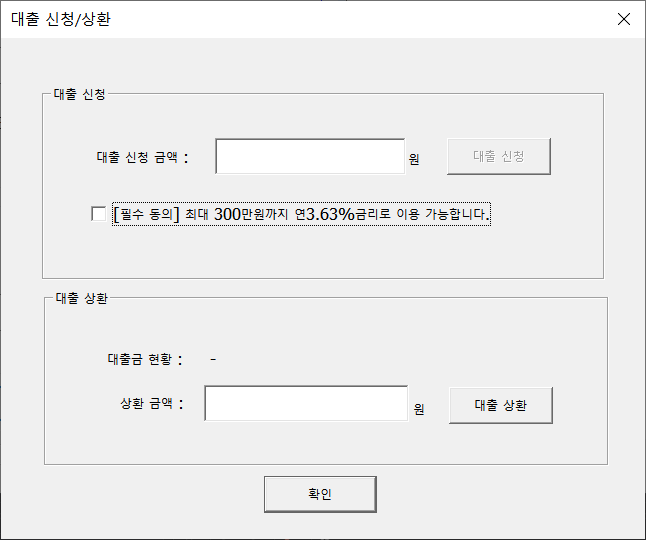 대출 신청/상환
대출 신청
대출 신청 금액 : 원 대출 신청
[필수 동의] 최대 300만원까지 연3.63%금리로 이용 가능합니다.
대출 상환
대출금 현황 : -
상환 금액 : 원 대출 상환
확인